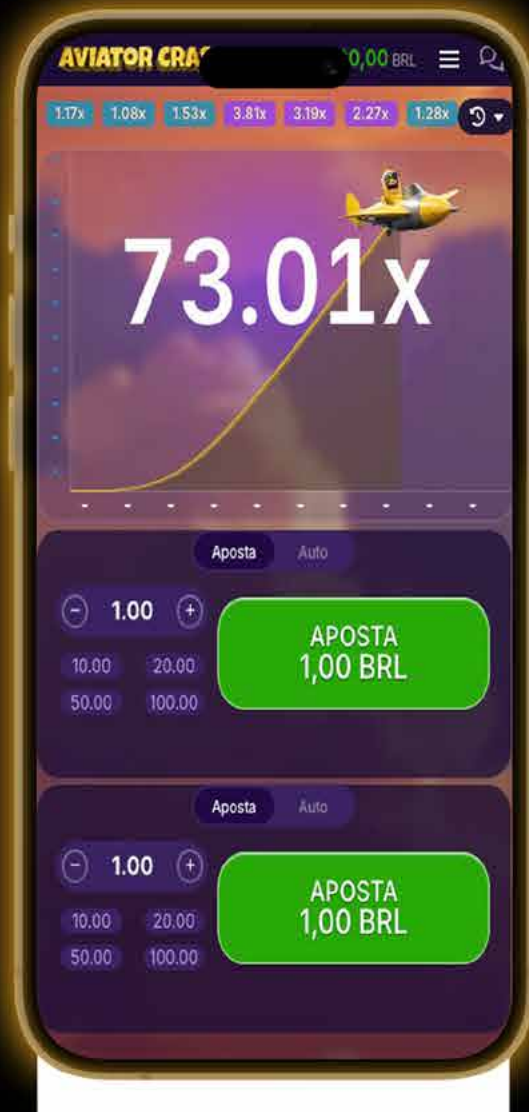 AVIATOR CRAS 0,00 BRL
1.17x 1.08x 1.53x 3.81x 3.19x 2.27x 1.28x
73.01x
Aposta Auto
1.00
APOSTA
1,00 BRL
10.00 20.00
50.00 100.00
Aposta Auto
1.00
APOSTA
1,00 BRL
10.00 20.00
50.00 100.00